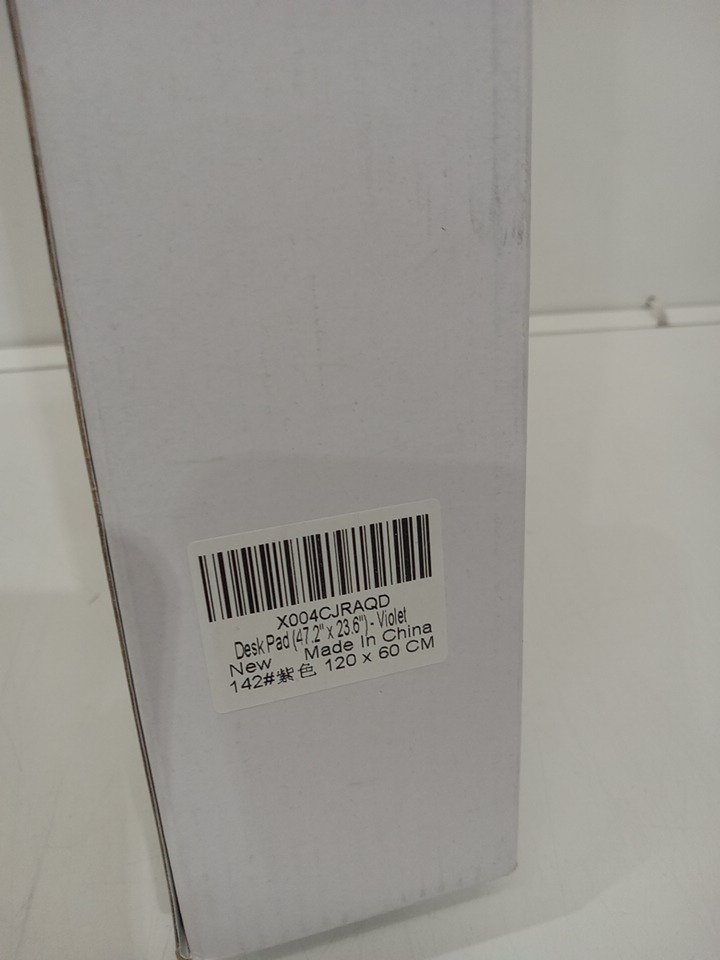 X004CJRAQD
Desk Pad (47.2" x 23.6") - Violet
New Made In China
142#紫色 120 x 60 CM